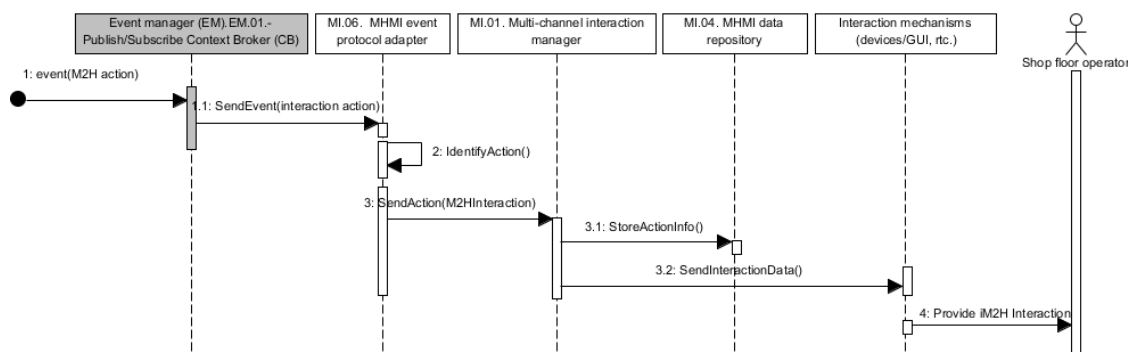 Event manager (EM).EM.01.-
Publish/Subscribe Context Broker (CB)
MI.06. MHMI event
protocol adapter
MI.01. Multi-channel interaction
manager
MI.04. MHMI data
repository
Interaction mechanisms
(devices/GUI, rtc.)
Shop floor operator
1: event(M2H action)
1.1: SendEvent(interaction action)
2: IdentifyAction()
3: SendAction(M2HInteraction)
3.1: StoreActionInfo()
3.2: SendInteractionData()
4: Provide iM2H Interaction